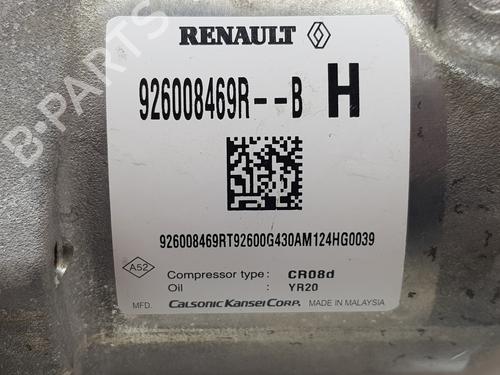 RENAULT
926008469R--B H
926008469RT92600G430AM124HG0039
A52
Compressor type: CR08d
Oil : YR20
MFD. CALSONIC KANSEI CORP. MADE IN MALAYSIA
B-PARTS